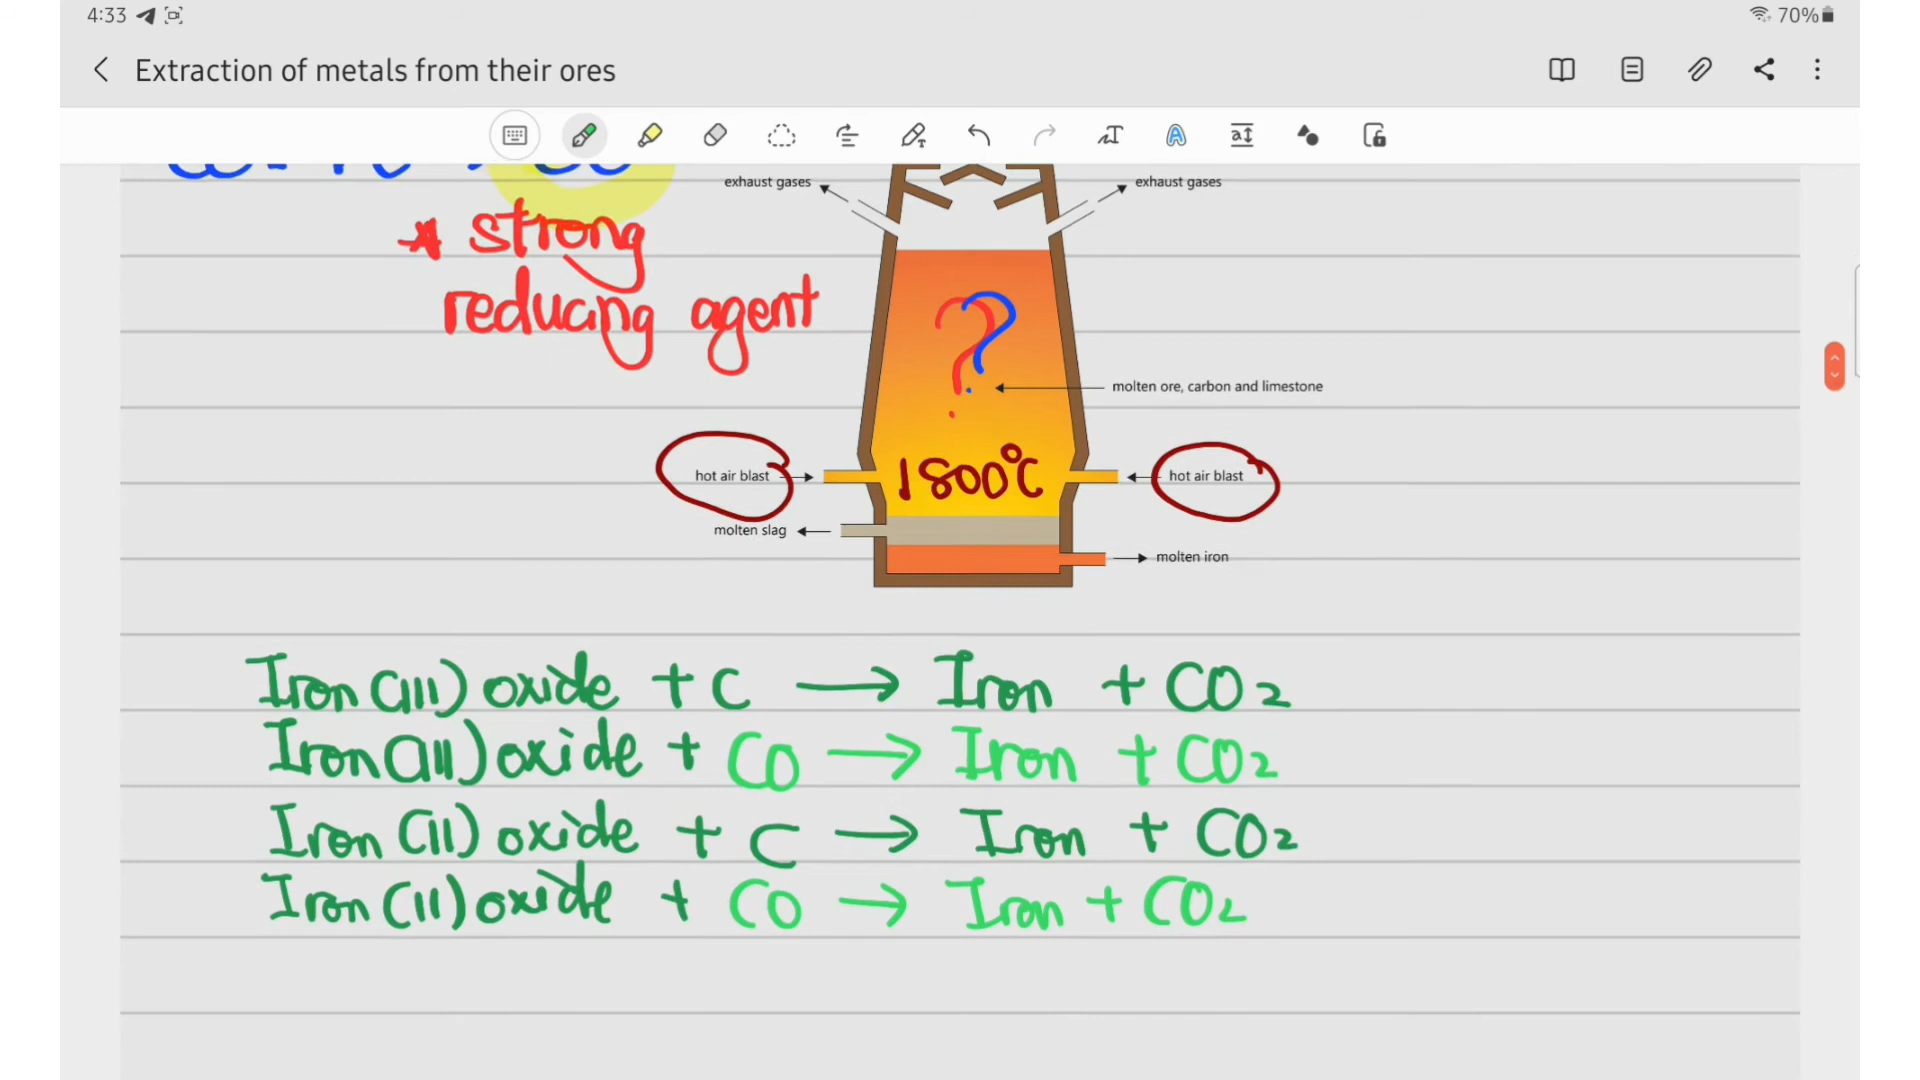 4:33
70%
Extraction of metals from their ores
exhaust gases
exhaust gases
* strong
reducing agent
??
molten ore, carbon and limestone
hot air blast
1800°C
hot air blast
molten slag
molten iron
Iron (III) oxide + C → Iron + CO2
Iron (III) oxide + CO → Iron + CO2
Iron (II) oxide + C → Iron + CO2
Iron (II) oxide + CO → Iron + CO2